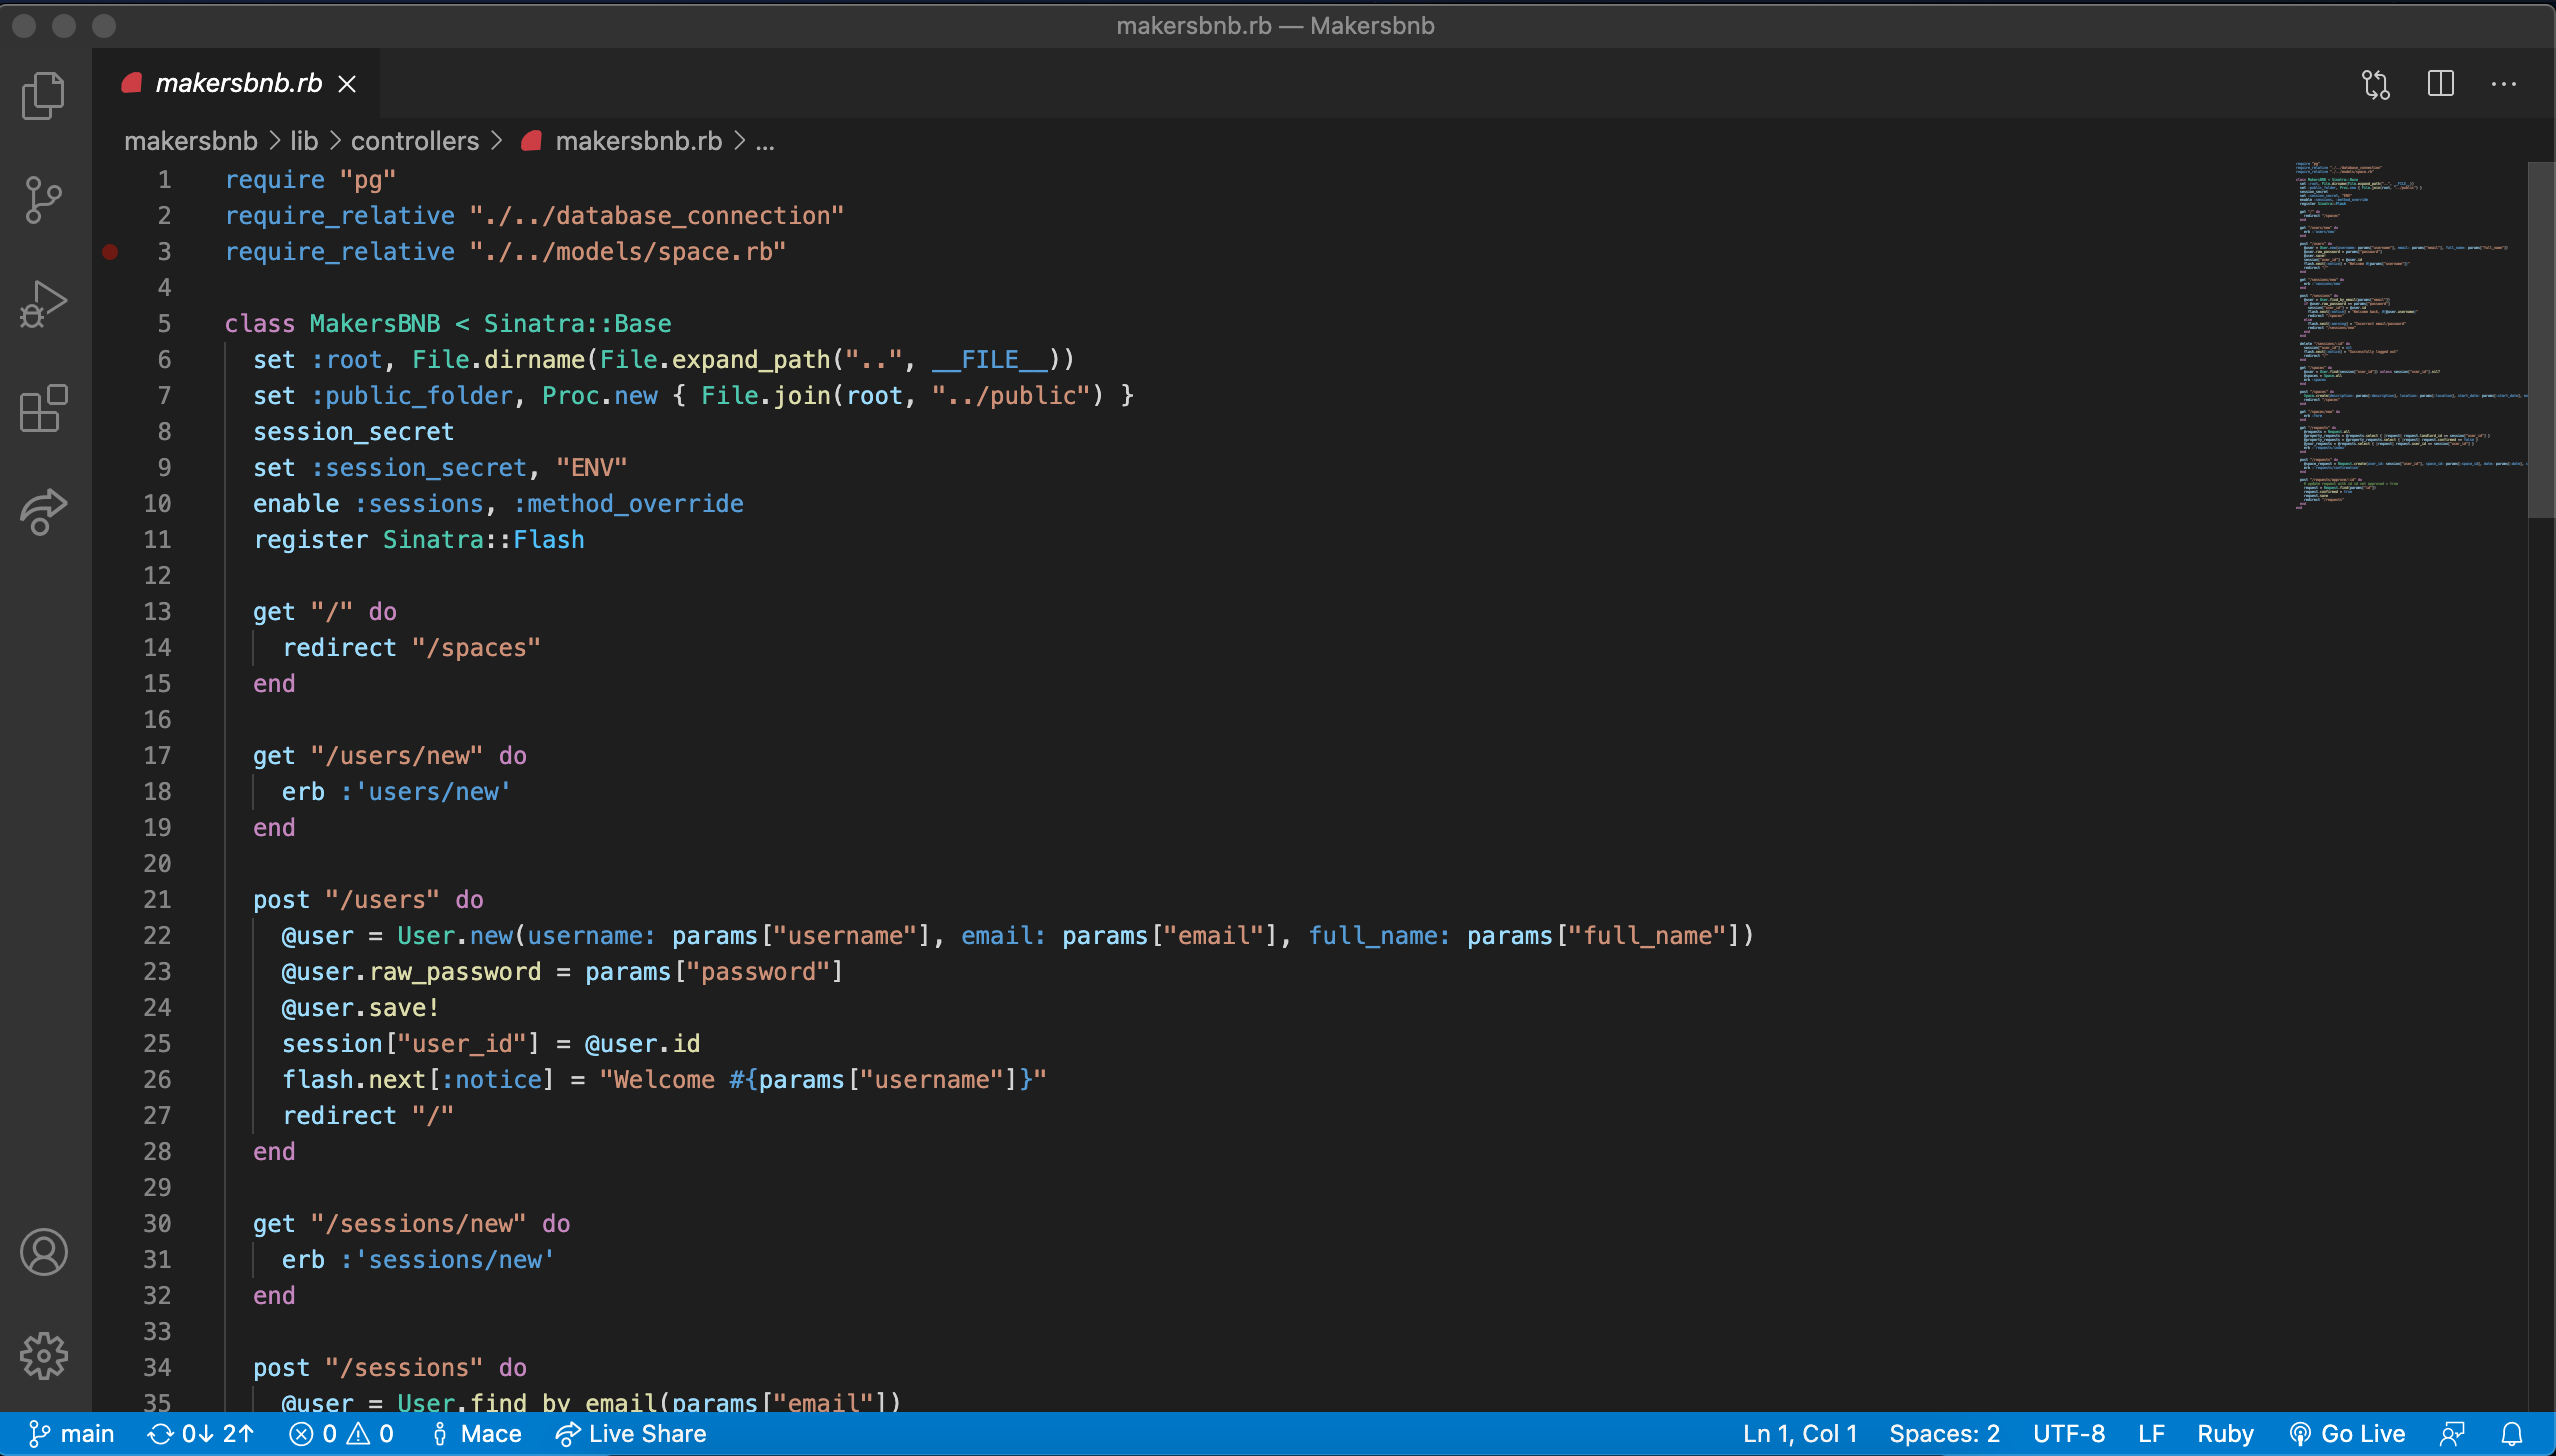 makersbnb.rb — Makersbnb
makersbnb.rb
makersbnb > lib > controllers > makersbnb.rb > ...
1 require "pg"
2 require_relative "./../database_connection"
3 require_relative "./../models/space.rb"
4
5 class MakersBNB < Sinatra::Base
6 set :root, File.dirname(File.expand_path("..", __FILE__))
7 set :public_folder, Proc.new { File.join(root, "../public") }
8 session_secret
9 set :session_secret, "ENV"
10 enable :sessions, :method_override
11 register Sinatra::Flash
12
13 get "/" do
14 redirect "/spaces"
15 end
16
17 get "/users/new" do
18 erb :'users/new'
19 end
20
21 post "/users" do
22 @user = User.new(username: params["username"], email: params["email"], full_name: params["full_name"])
23 @user.raw_password = params["password"]
24 @user.save!
25 session["user_id"] = @user.id
26 flash.next[:notice] = "Welcome #{params["username"]}"
27 redirect "/"
28 end
29
30 get "/sessions/new" do
31 erb :'sessions/new'
32 end
33
34 post "/sessions" do
35 @user = User.find_by_email(params["email"])
main 0↓ 2↑ 0 0 Mace Live Share Ln 1, Col 1 Spaces: 2 UTF-8 LF Ruby Go Live